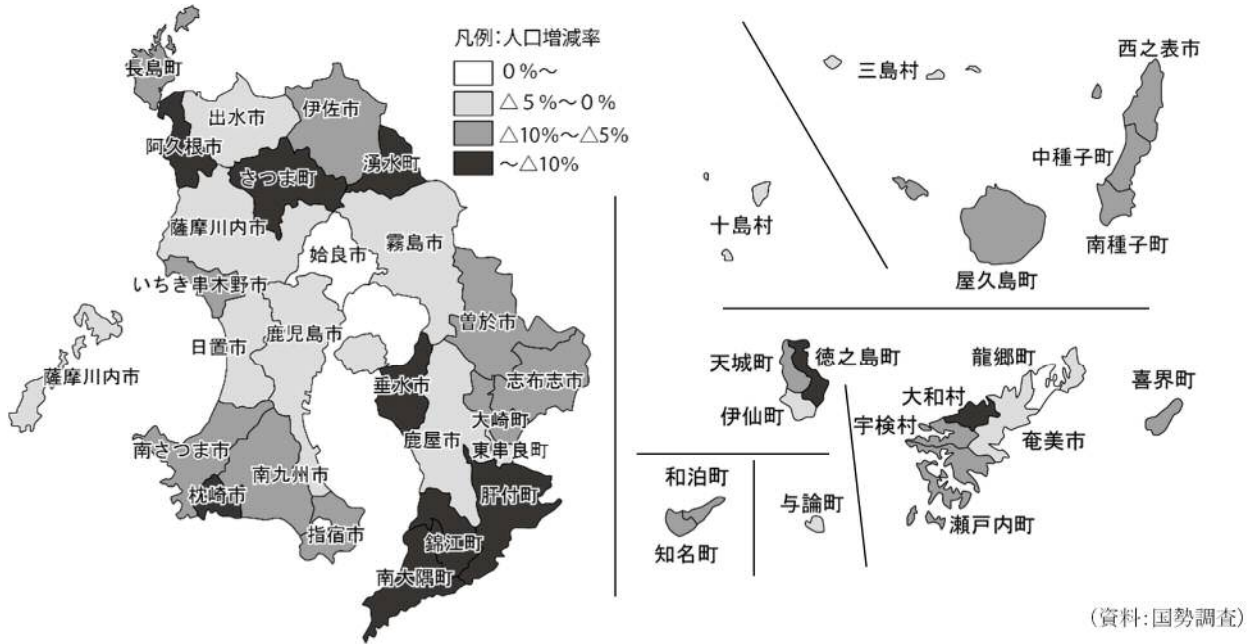 凡例：人口増減率
0％～
△5％～0％
△10％～△5％
～△10％
長島町
出水市
伊佐市
阿久根市
さつま町
湧水町
薩摩川内市
姶良市
霧島市
いちき串木野市
日置市
鹿児島市
曽於市
薩摩川内市
垂水市
志布志市
大崎町
鹿屋市
東串良町
南さつま市
南九州市
枕崎市
指宿市
肝付町
錦江町
南大隅町
三島村
西之表市
中種子町
十島村
南種子町
屋久島町
天城町
徳之島町
伊仙町
龍郷町
大和村
喜界町
宇検村
奄美市
瀬戸内町
和泊町
知名町
与論町
（資料：国勢調査）